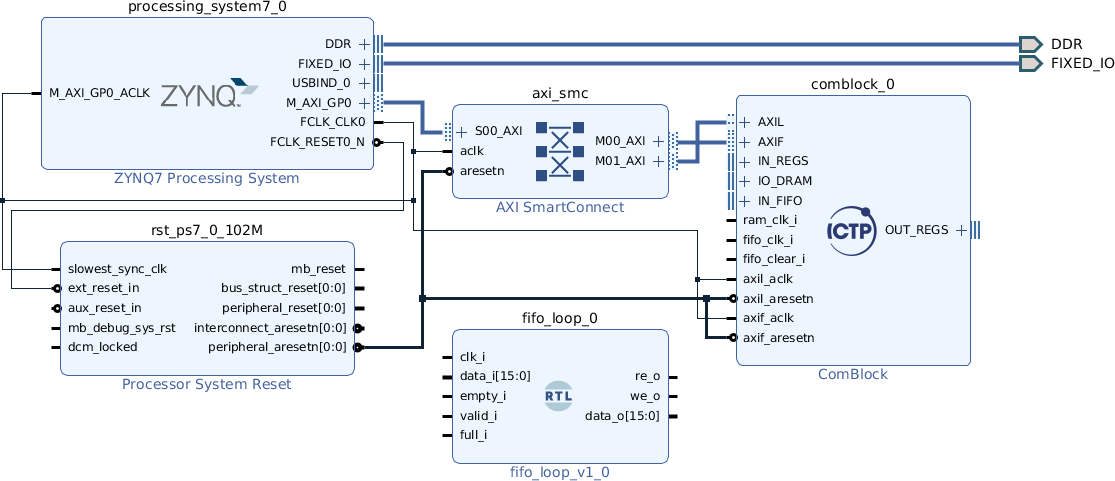 processing_system7_0
DDR
FIXED_IO
USBIND_0
M_AXI_GP0_ACLK
M_AXI_GP0
FCLK_CLK0
FCLK_RESET0_N
ZYNQ
ZYNQ7 Processing System
DDR
FIXED_IO
axi_smc
S00_AXI
aclk
aresetn
M00_AXI
M01_AXI
AXI SmartConnect
comblock_0
AXIL
AXIF
IN_REGS
IO_DRAM
IN_FIFO
ram_clk_i
fifo_clk_i
fifo_clear_i
axil_aclk
axil_aresetn
axif_aclk
axif_aresetn
ICTP
OUT_REGS
ComBlock
rst_ps7_0_102M
slowest_sync_clk
ext_reset_in
aux_reset_in
mb_debug_sys_rst
dcm_locked
mb_reset
bus_struct_reset[0:0]
peripheral_reset[0:0]
interconnect_aresetn[0:0]
peripheral_aresetn[0:0]
Processor System Reset
fifo_loop_0
clk_i
data_i[15:0]
empty_i
valid_i
full_i
RTL
re_o
we_o
data_o[15:0]
fifo_loop_v1_0